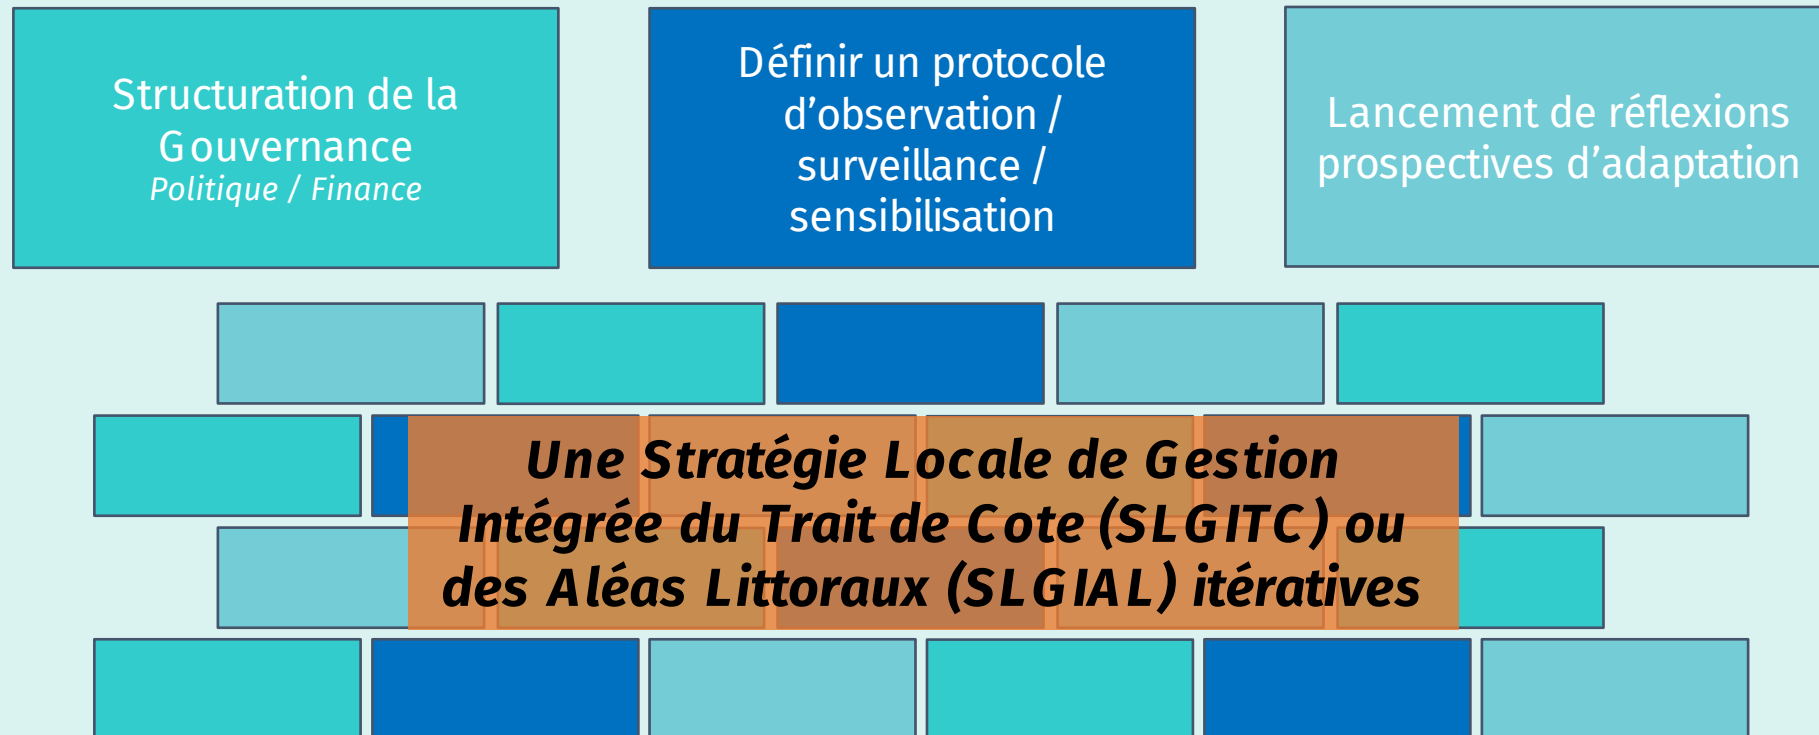 Structuration de la
Gouvernance
Politique / Finance
Définir un protocole
d'observation /
surveillance /
sensibilisation
Lancement de réflexions
prospectives d'adaptation
Une Stratégie Locale de Gestion
Intégrée du Trait de Cote (SLGITC) ou
des Aléas Littoraux (SLGIAL) itératives